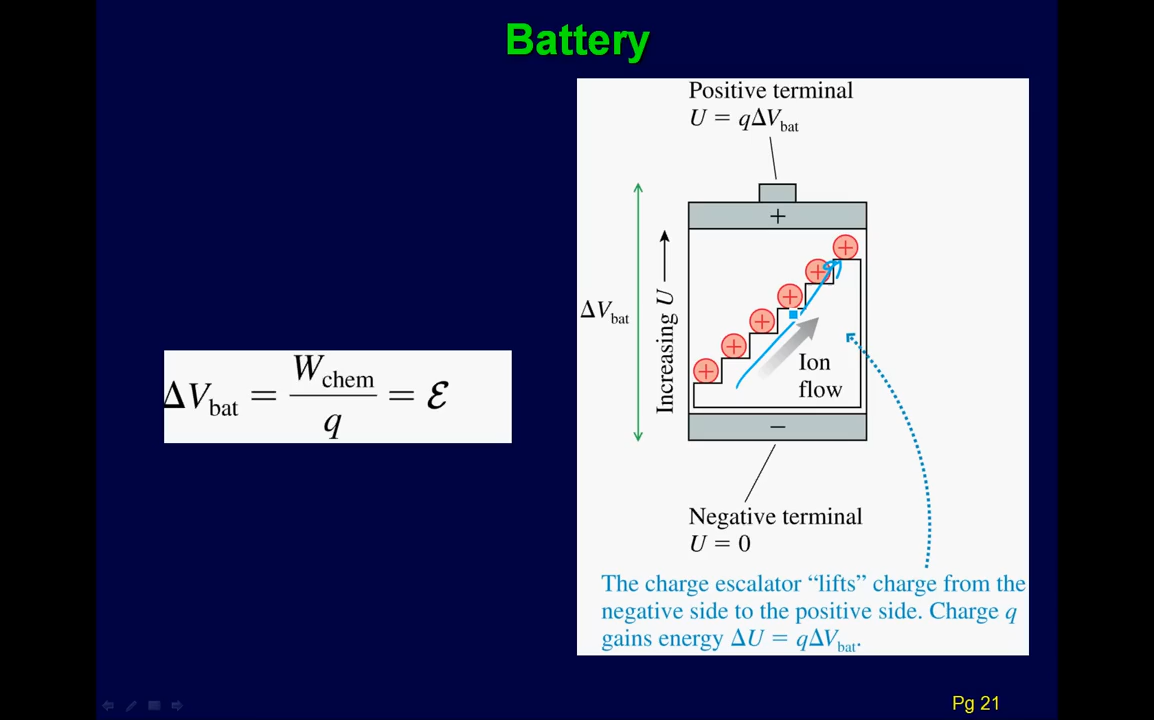 Battery
Positive terminal
U = qΔV_bat
+
ΔV_bat
Increasing U
+ + + + + +
Ion
flow
−
Negative terminal
U = 0
ΔV_bat = W_chem / q = ℰ
The charge escalator “lifts” charge from the
negative side to the positive side. Charge q
gains energy ΔU = qΔV_bat.
Pg 21